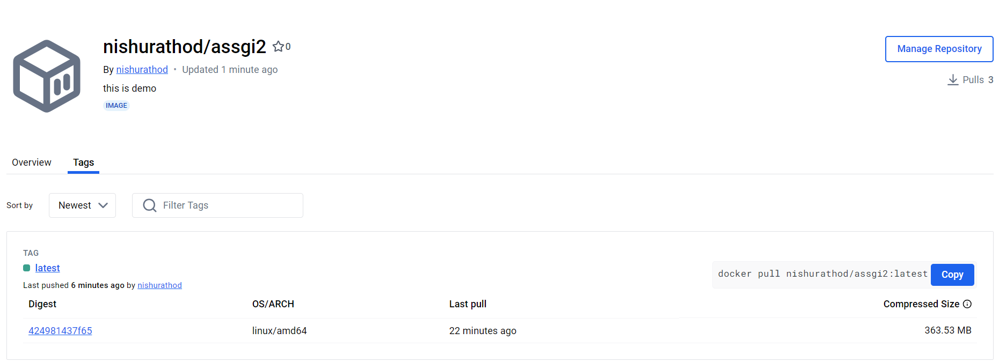 nishurathod/assgi2 0
By nishurathod • Updated 1 minute ago
this is demo
IMAGE
Manage Repository
Pulls 3
Overview Tags
Sort by Newest Filter Tags
TAG
latest
Last pushed 6 minutes ago by nishurathod
docker pull nishurathod/assgi2:latest Copy
Digest OS/ARCH Last pull Compressed Size
424981437f65 linux/amd64 22 minutes ago 363.53 MB